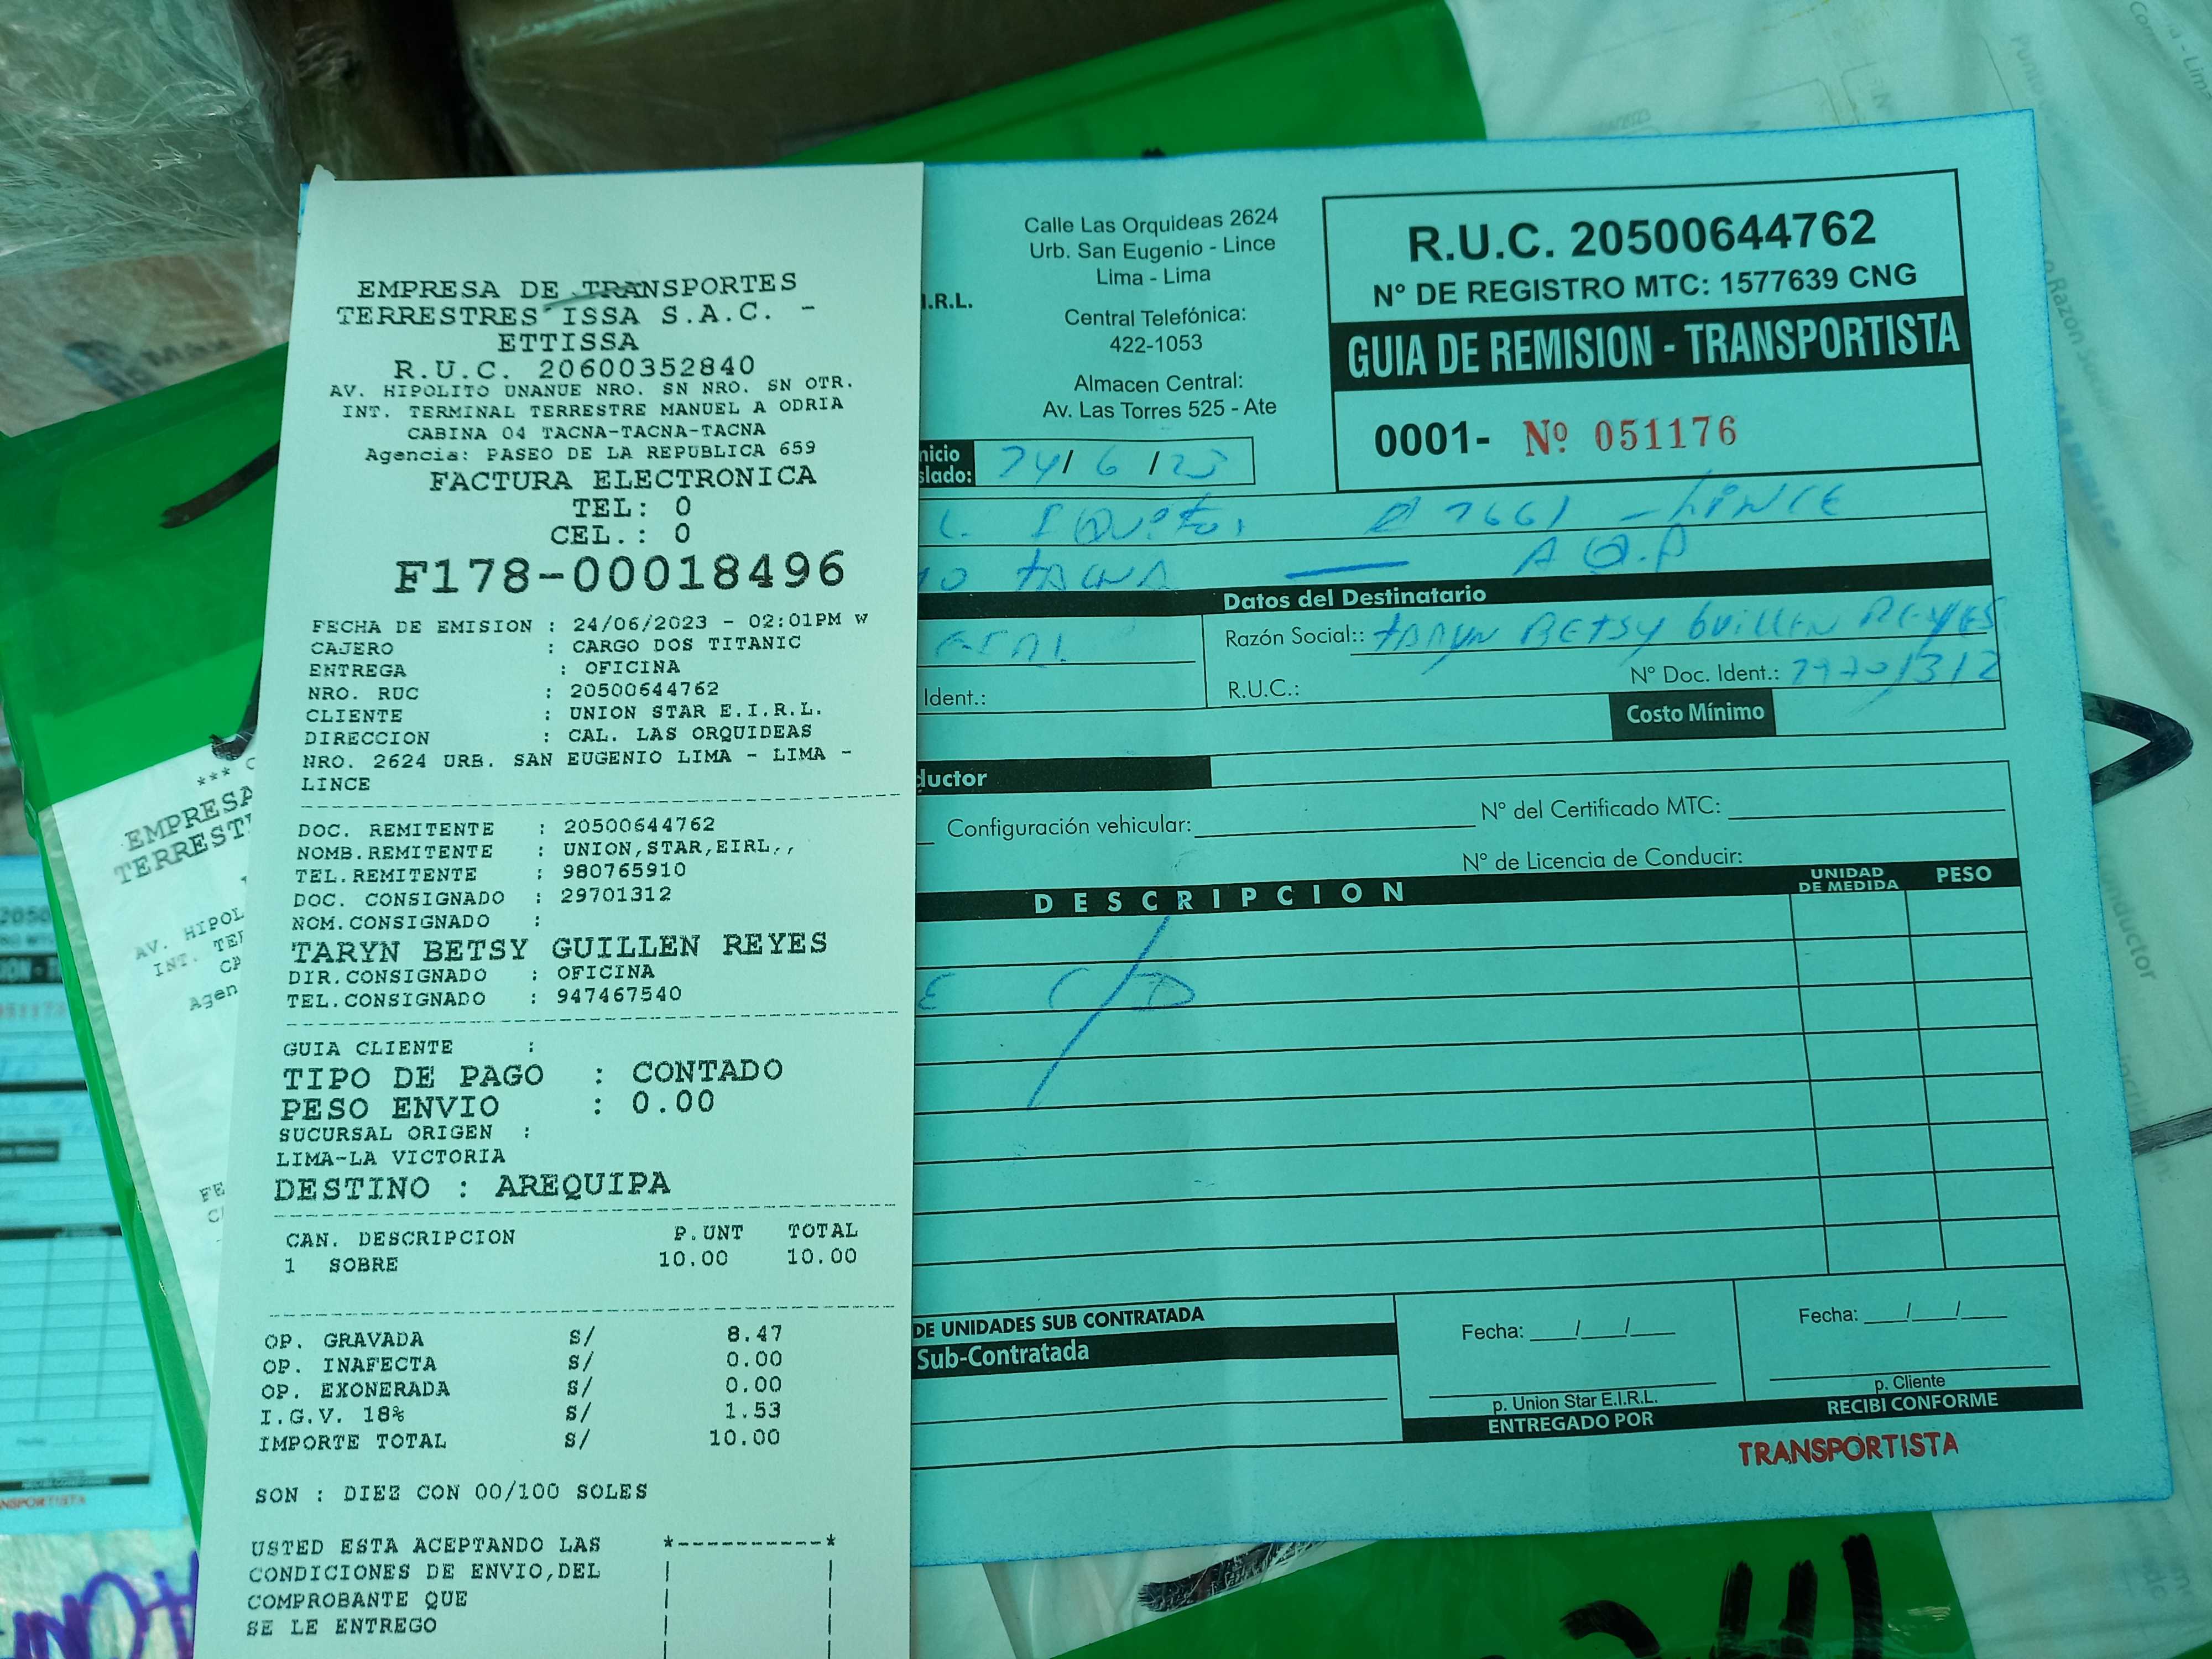 EMPRESA DE TRANSPORTES
TERRESTRES ISSA S.A.C. -
ETTISSA
R.U.C. 20600352840
AV. HIPOLITO UNANUE NRO. SN NRO. SN OTR.
INT. TERMINAL TERRESTRE MANUEL A ODRIA
CABINA 04 TACNA-TACNA-TACNA
Agencia: PASEO DE LA REPUBLICA 659
FACTURA ELECTRONICA
TEL: 0
CEL.: 0
F178-00018496
FECHA DE EMISION : 24/06/2023 - 02:01PM W
CAJERO : CARGO DOS TITANIC
ENTREGA : OFICINA
NRO. RUC : 20500644762
CLIENTE : UNION STAR E.I.R.L.
DIRECCION : CAL. LAS ORQUIDEAS
NRO. 2624 URB. SAN EUGENIO LIMA - LIMA -
LINCE
DOC. REMITENTE : 20500644762
NOMB.REMITENTE : UNION,STAR,EIRL,,
TEL.REMITENTE : 980765910
DOC. CONSIGNADO : 29701312
NOM.CONSIGNADO :
TARYN BETSY GUILLEN REYES
DIR.CONSIGNADO : OFICINA
TEL.CONSIGNADO : 947467540
GUIA CLIENTE :
TIPO DE PAGO : CONTADO
PESO ENVIO : 0.00
SUCURSAL ORIGEN :
LIMA-LA VICTORIA
DESTINO : AREQUIPA
CAN. DESCRIPCION P.UNT TOTAL
1 SOBRE 10.00 10.00
OP. GRAVADA S/ 8.47
OP. INAFECTA S/ 0.00
OP. EXONERADA S/ 0.00
I.G.V. 18% S/ 1.53
IMPORTE TOTAL S/ 10.00
SON : DIEZ CON 00/100 SOLES
USTED ESTA ACEPTANDO LAS
CONDICIONES DE ENVIO,DEL
COMPROBANTE QUE
SE LE ENTREGO
I.R.L.
Calle Las Orquideas 2624
Urb. San Eugenio - Lince
Lima - Lima
Central Telefónica:
422-1053
Almacen Central:
Av. Las Torres 525 - Ate
R.U.C. 20500644762
N° DE REGISTRO MTC: 1577639 CNG
GUIA DE REMISION - TRANSPORTISTA
0001- Nº 051176
nicio
slado: 24/ 6 /23
IQUITOS 1661 - LINCE
TACNA - AQP
Datos del Destinatario
Razón Social:: TARYN BETSY GUILLEN REYES
Ident.: R.U.C.: N° Doc. Ident.: 29701312
Costo Mínimo
ductor
Configuración vehicular: N° del Certificado MTC:
N° de Licencia de Conducir:
DESCRIPCION UNIDAD DE MEDIDA PESO
E C/D
DE UNIDADES SUB CONTRATADA
Sub-Contratada
Fecha: / /
p. Union Star E.I.R.L.
ENTREGADO POR
Fecha: / /
p. Cliente
RECIBI CONFORME
TRANSPORTISTA